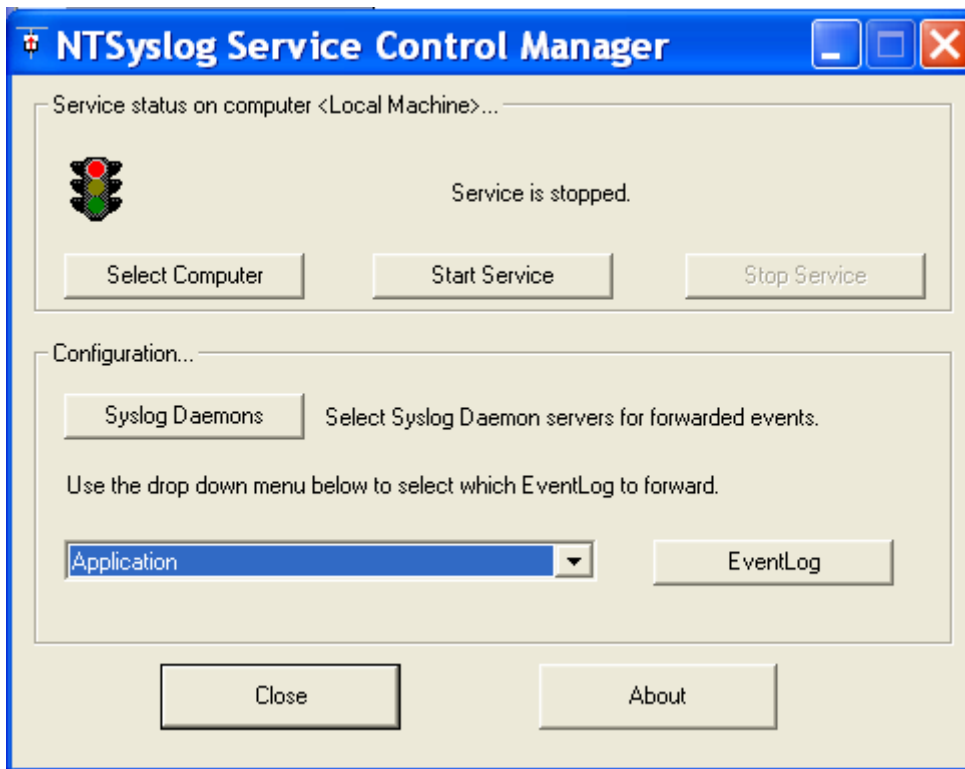 NTSyslog Service Control Manager
Service status on computer <Local Machine>...
Service is stopped.
Select Computer
Start Service
Stop Service
Configuration...
Syslog Daemons
Select Syslog Daemon servers for forwarded events.
Use the drop down menu below to select which EventLog to forward.
Application
EventLog
Close
About